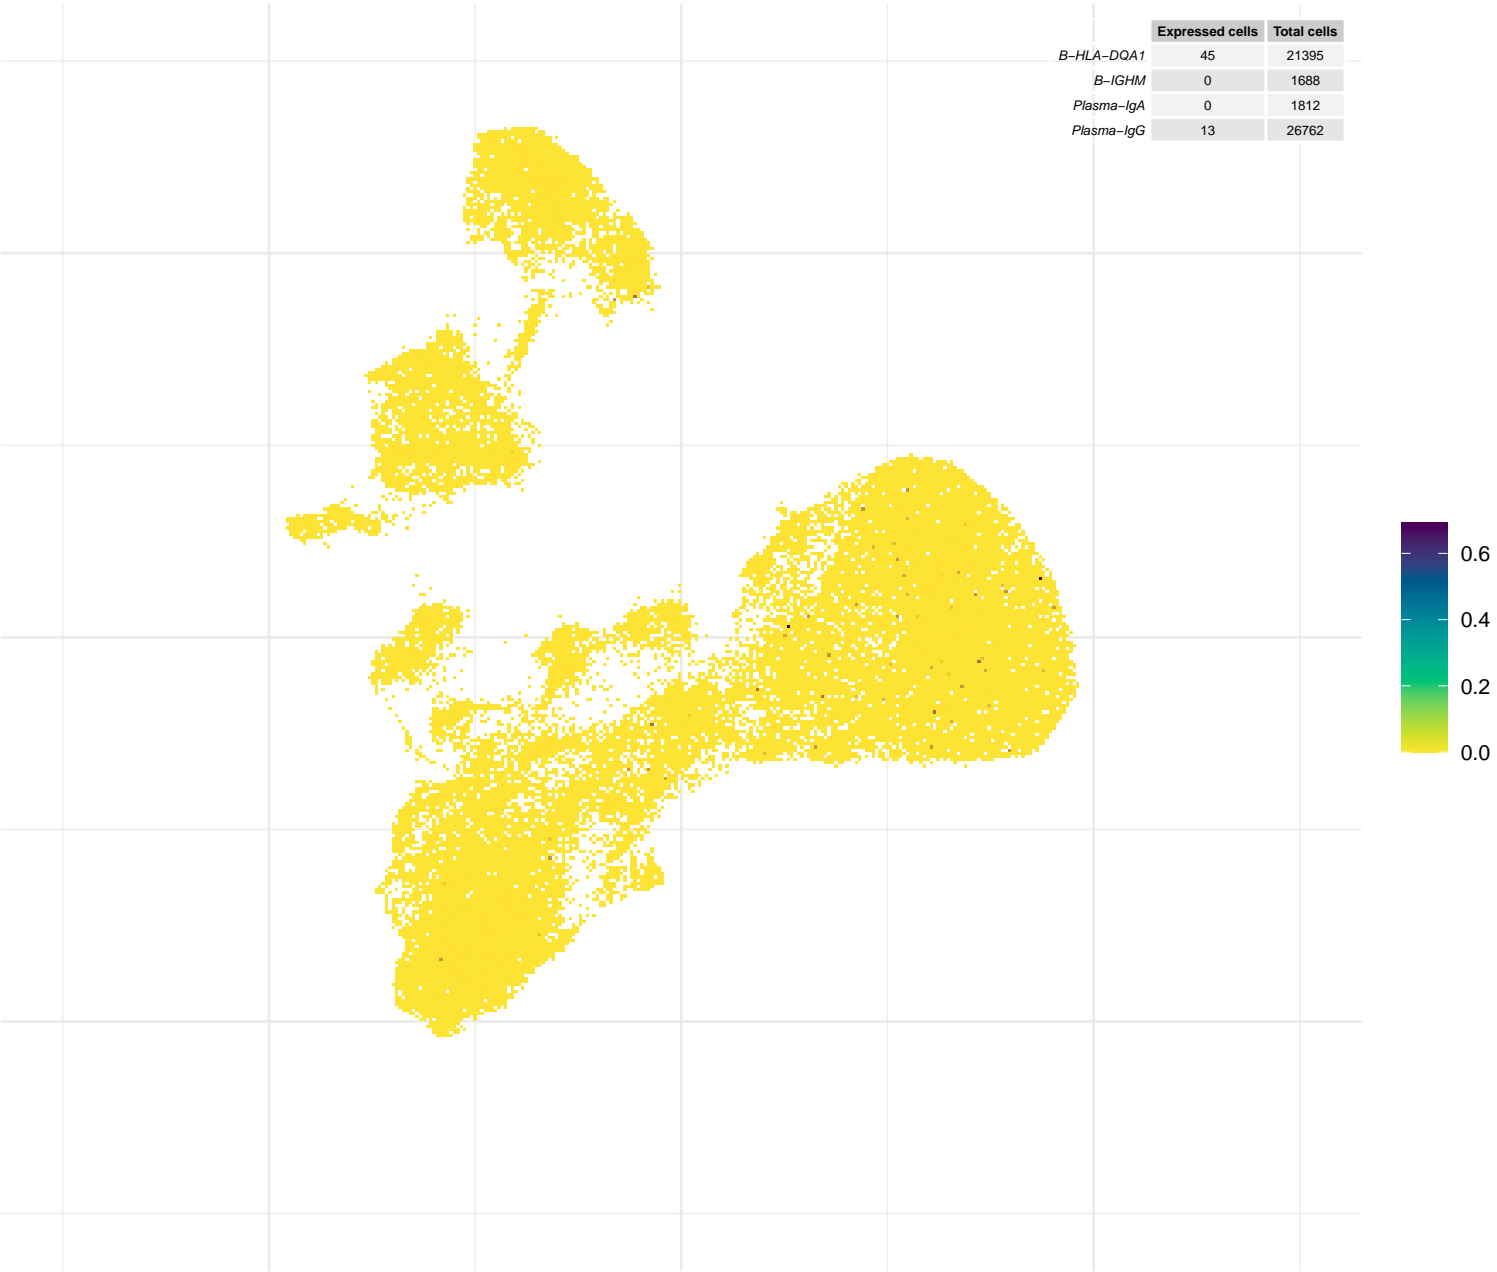 Expressed cells Total cells
B−HLA−DQA1 45 21395
B−IGHM 0 1688
Plasma−IgA 0 1812
Plasma−IgG 13 26762
0.6
0.4
0.2
0.0